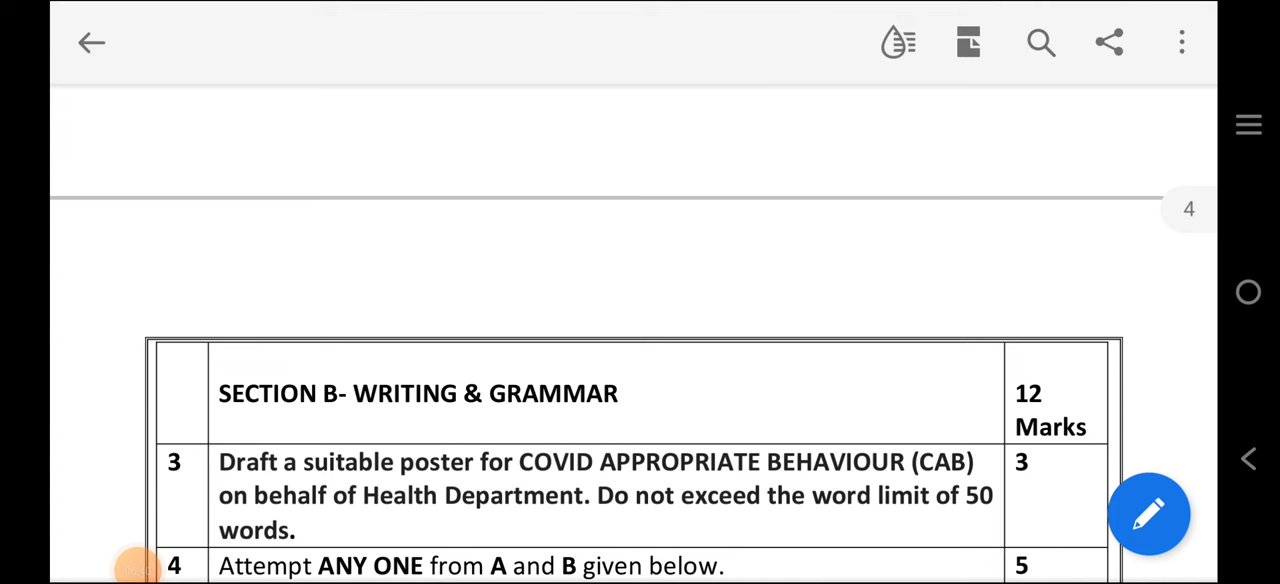 4
SECTION B- WRITING & GRAMMAR
12
Marks
3
Draft a suitable poster for COVID APPROPRIATE BEHAVIOUR (CAB)
3
on behalf of Health Department. Do not exceed the word limit of 50
words.
4
Attempt ANY ONE from A and B given below.
5